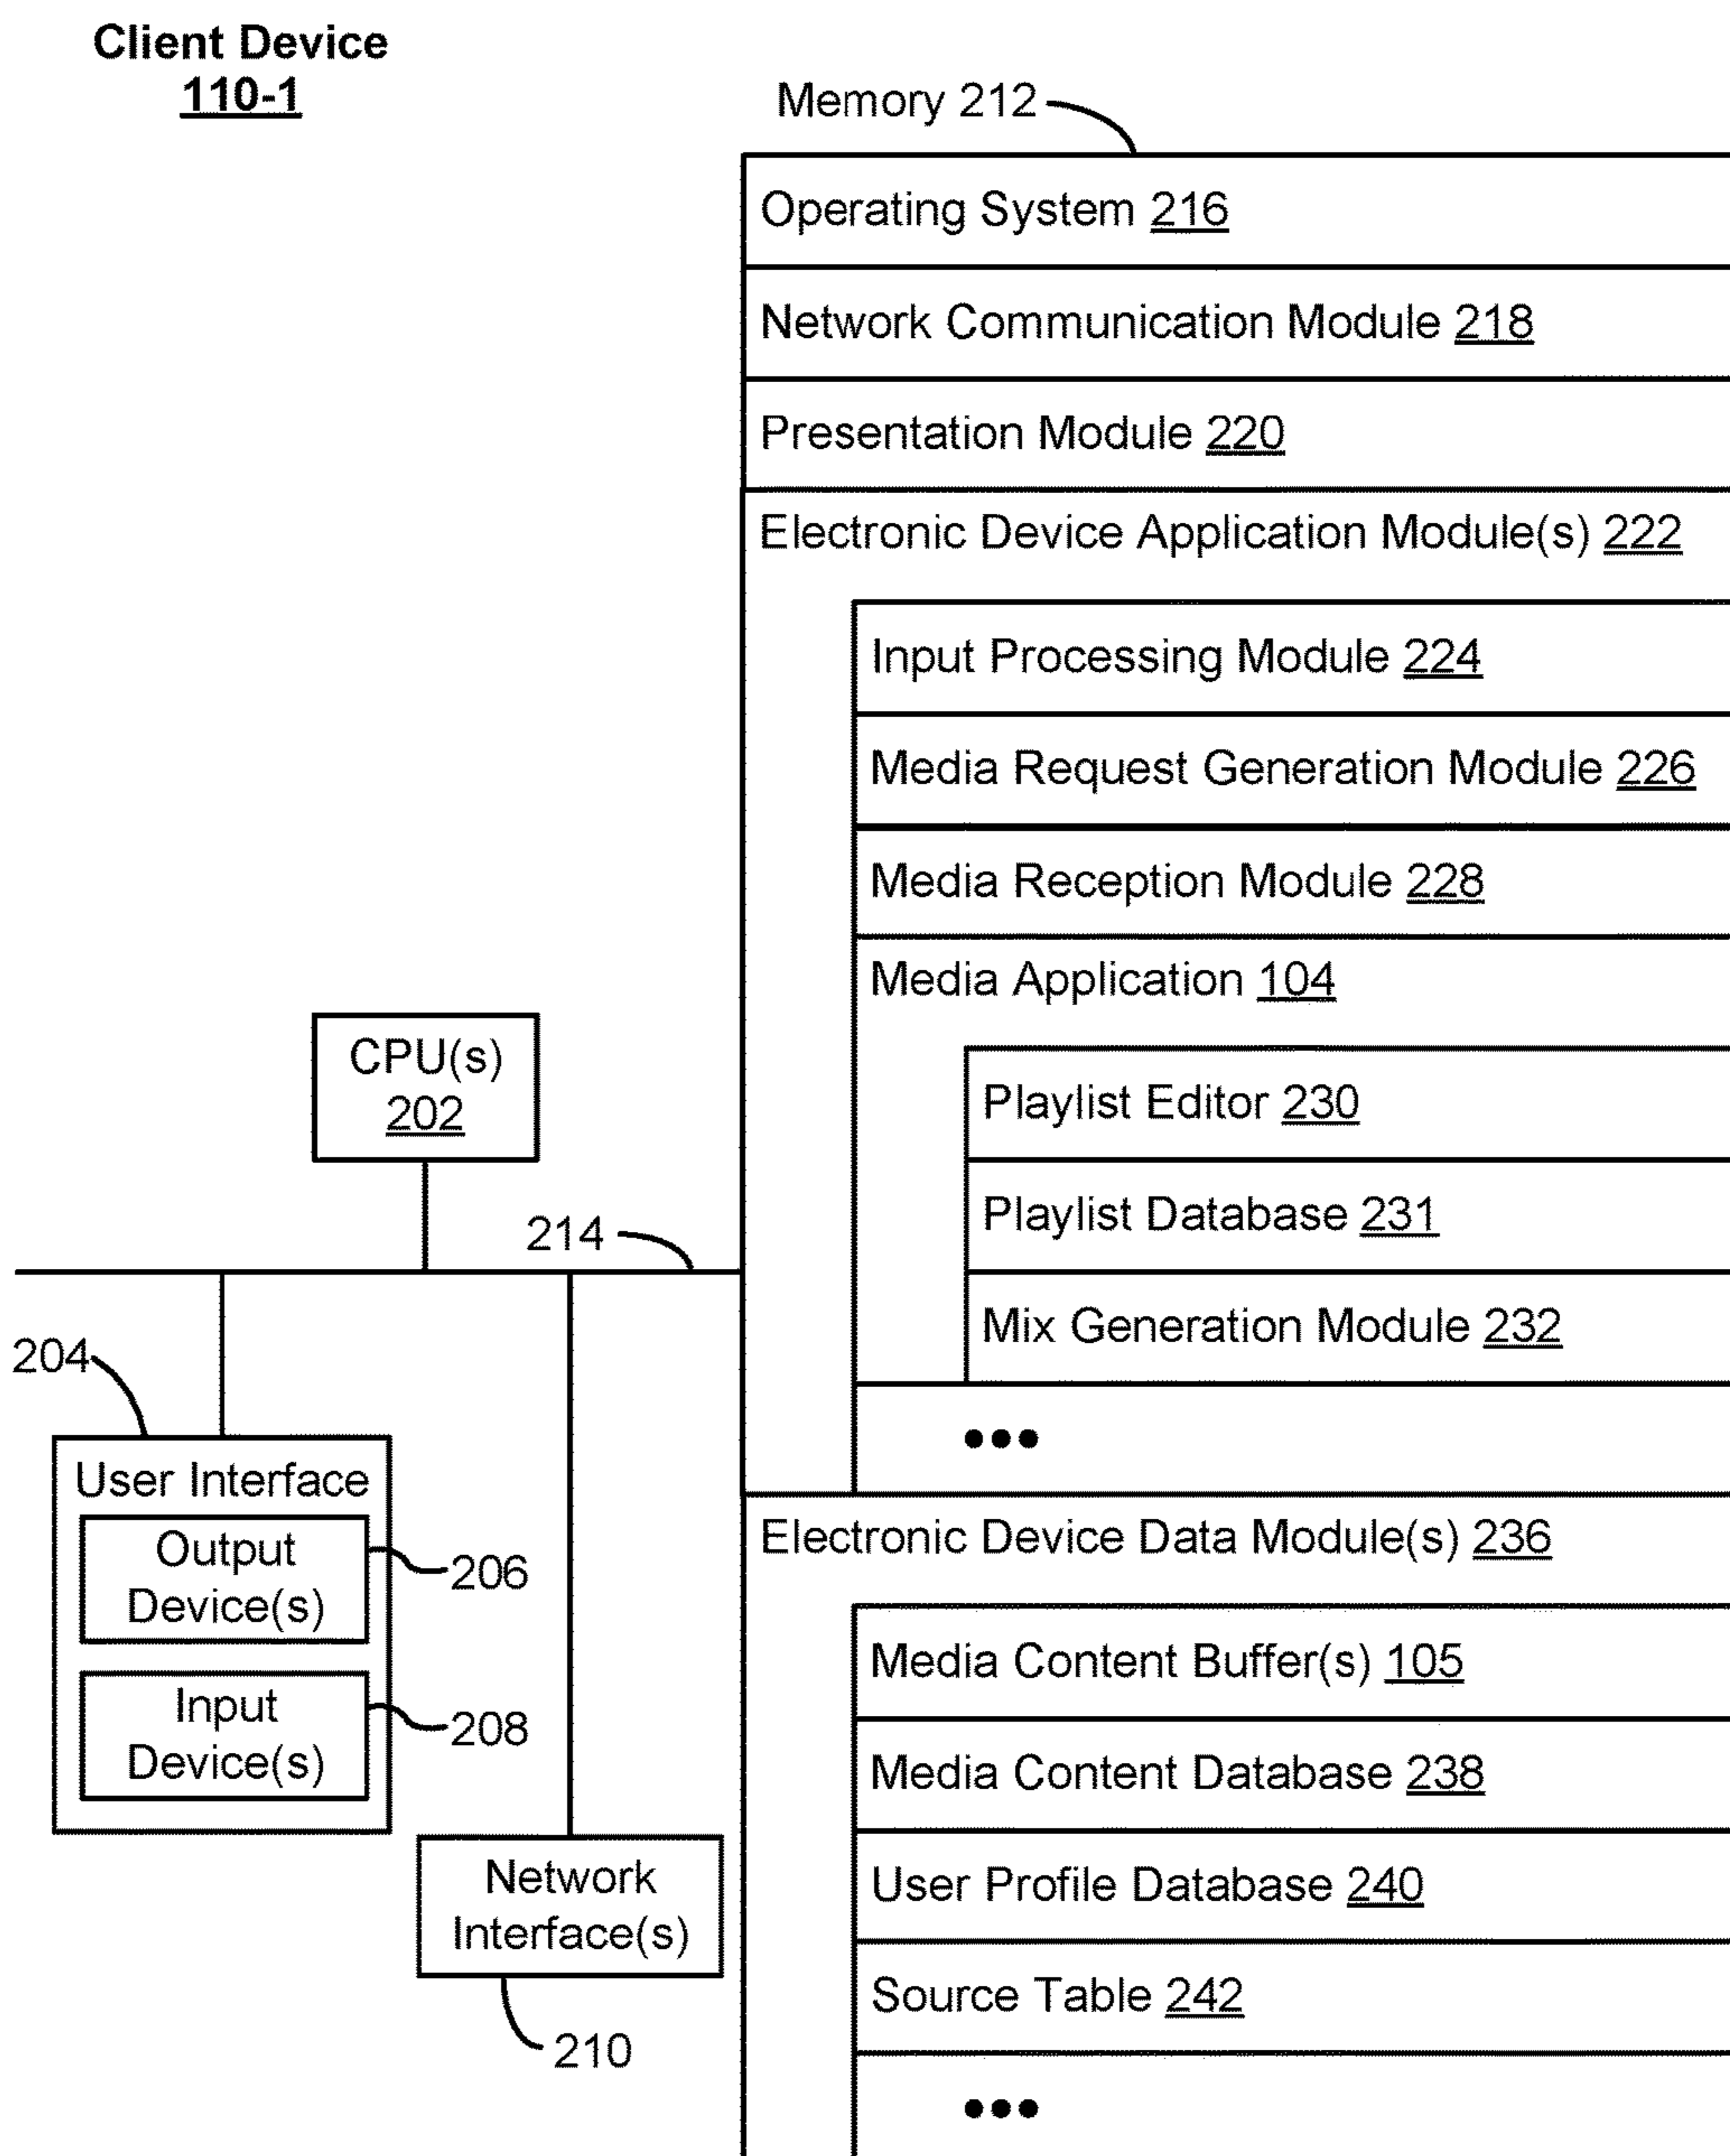 Client Device
110-1
Memory 212
Operating System 216
Network Communication Module 218
Presentation Module 220
Electronic Device Application Module(s) 222
Input Processing Module 224
Media Request Generation Module 226
Media Reception Module 228
Media Application 104
Playlist Editor 230
Playlist Database 231
Mix Generation Module 232
•••
CPU(s)
202
214
204
User Interface
Output
Device(s)
206
Input
Device(s)
208
Network
Interface(s)
210
Electronic Device Data Module(s) 236
Media Content Buffer(s) 105
Media Content Database 238
User Profile Database 240
Source Table 242
•••